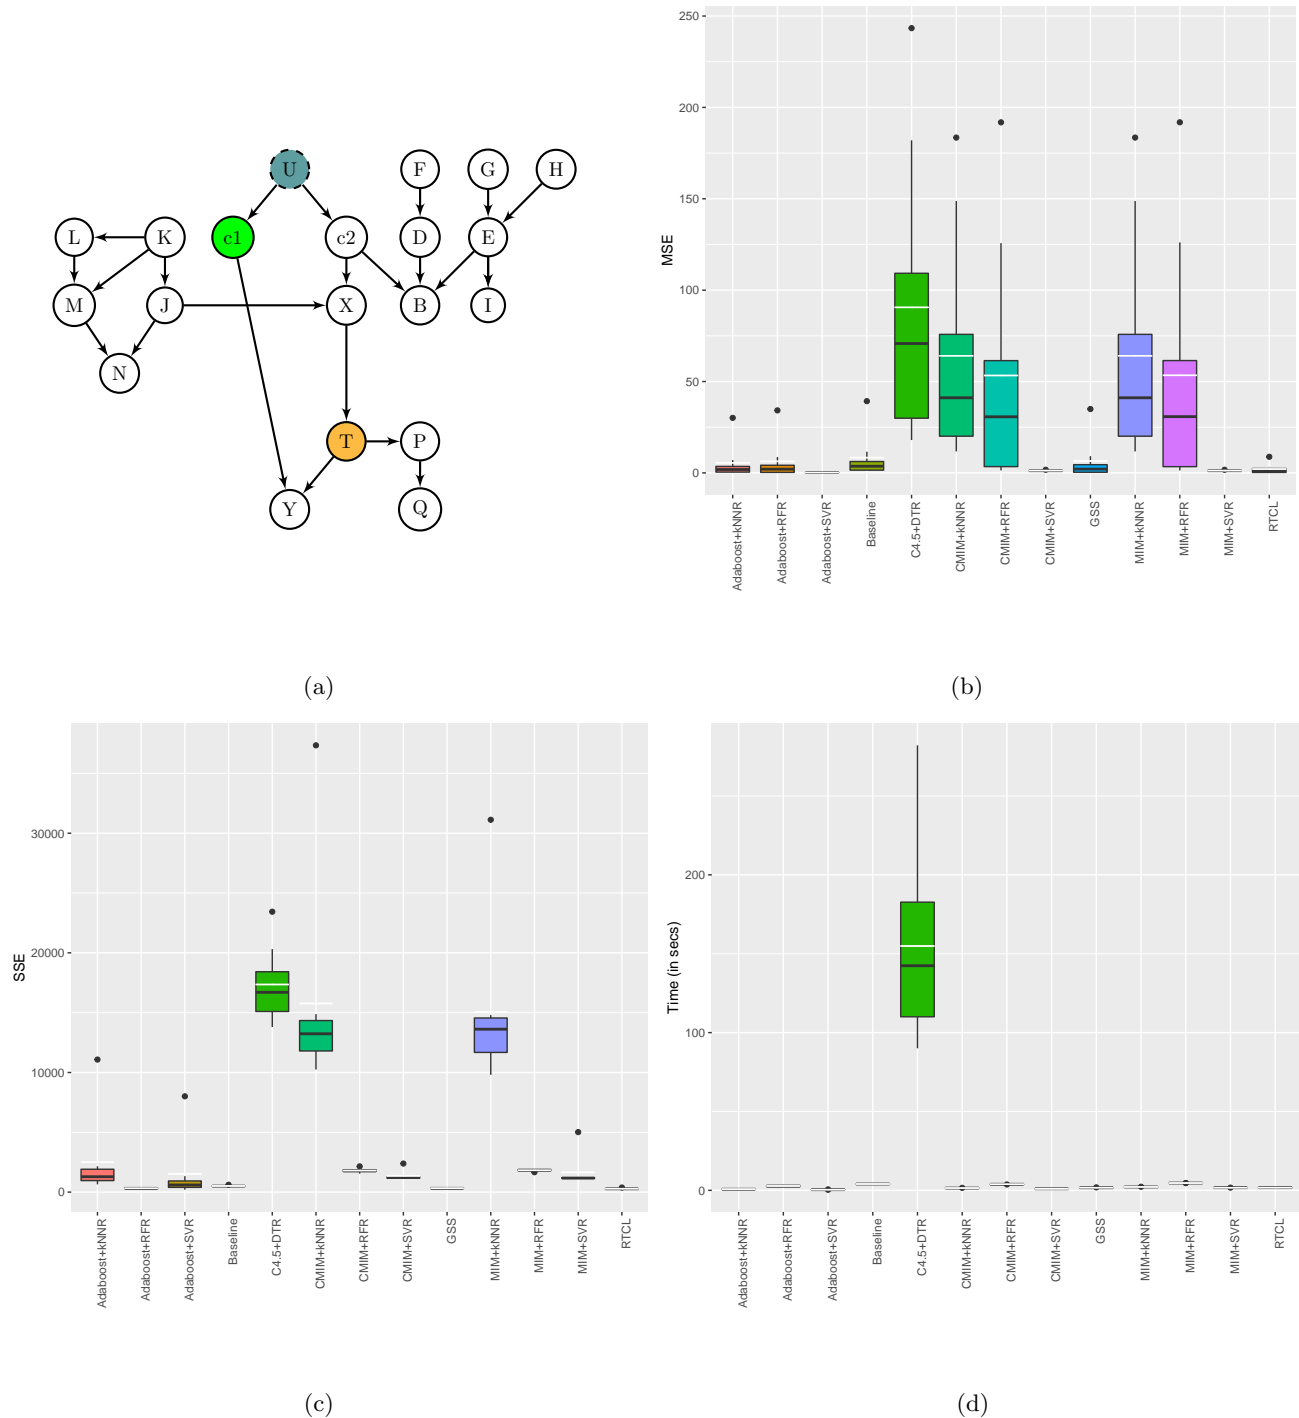 U F G H
L K c1 c2 D E
M J X B I
N
T P
Y Q
(a)
250
200
150
100
50
0
MSE
Adaboost+kNNR
Adaboost+RFR
Adaboost+SVR
Baseline
C4.5+DTR
CMIM+kNNR
CMIM+RFR
CMIM+SVR
GSS
MIM+kNNR
MIM+RFR
MIM+SVR
RTCL
(b)
30000
20000
10000
0
SSE
Adaboost+kNNR
Adaboost+RFR
Adaboost+SVR
Baseline
C4.5+DTR
CMIM+kNNR
CMIM+RFR
CMIM+SVR
GSS
MIM+kNNR
MIM+RFR
MIM+SVR
RTCL
(c)
200
100
0
Time (in secs)
Adaboost+kNNR
Adaboost+RFR
Adaboost+SVR
Baseline
C4.5+DTR
CMIM+kNNR
CMIM+RFR
CMIM+SVR
GSS
MIM+kNNR
MIM+RFR
MIM+SVR
RTCL
(d)